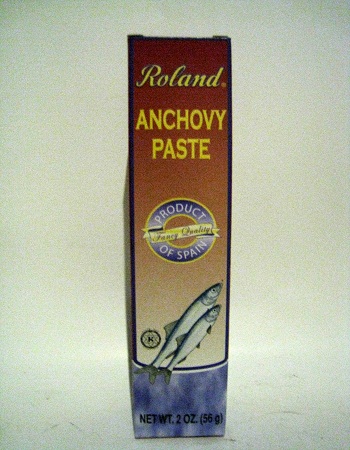 Roland®
ANCHOVY
PASTE
PRODUCT
Fancy Quality
OF SPAIN
K
NET WT. 2 OZ. (56 g)